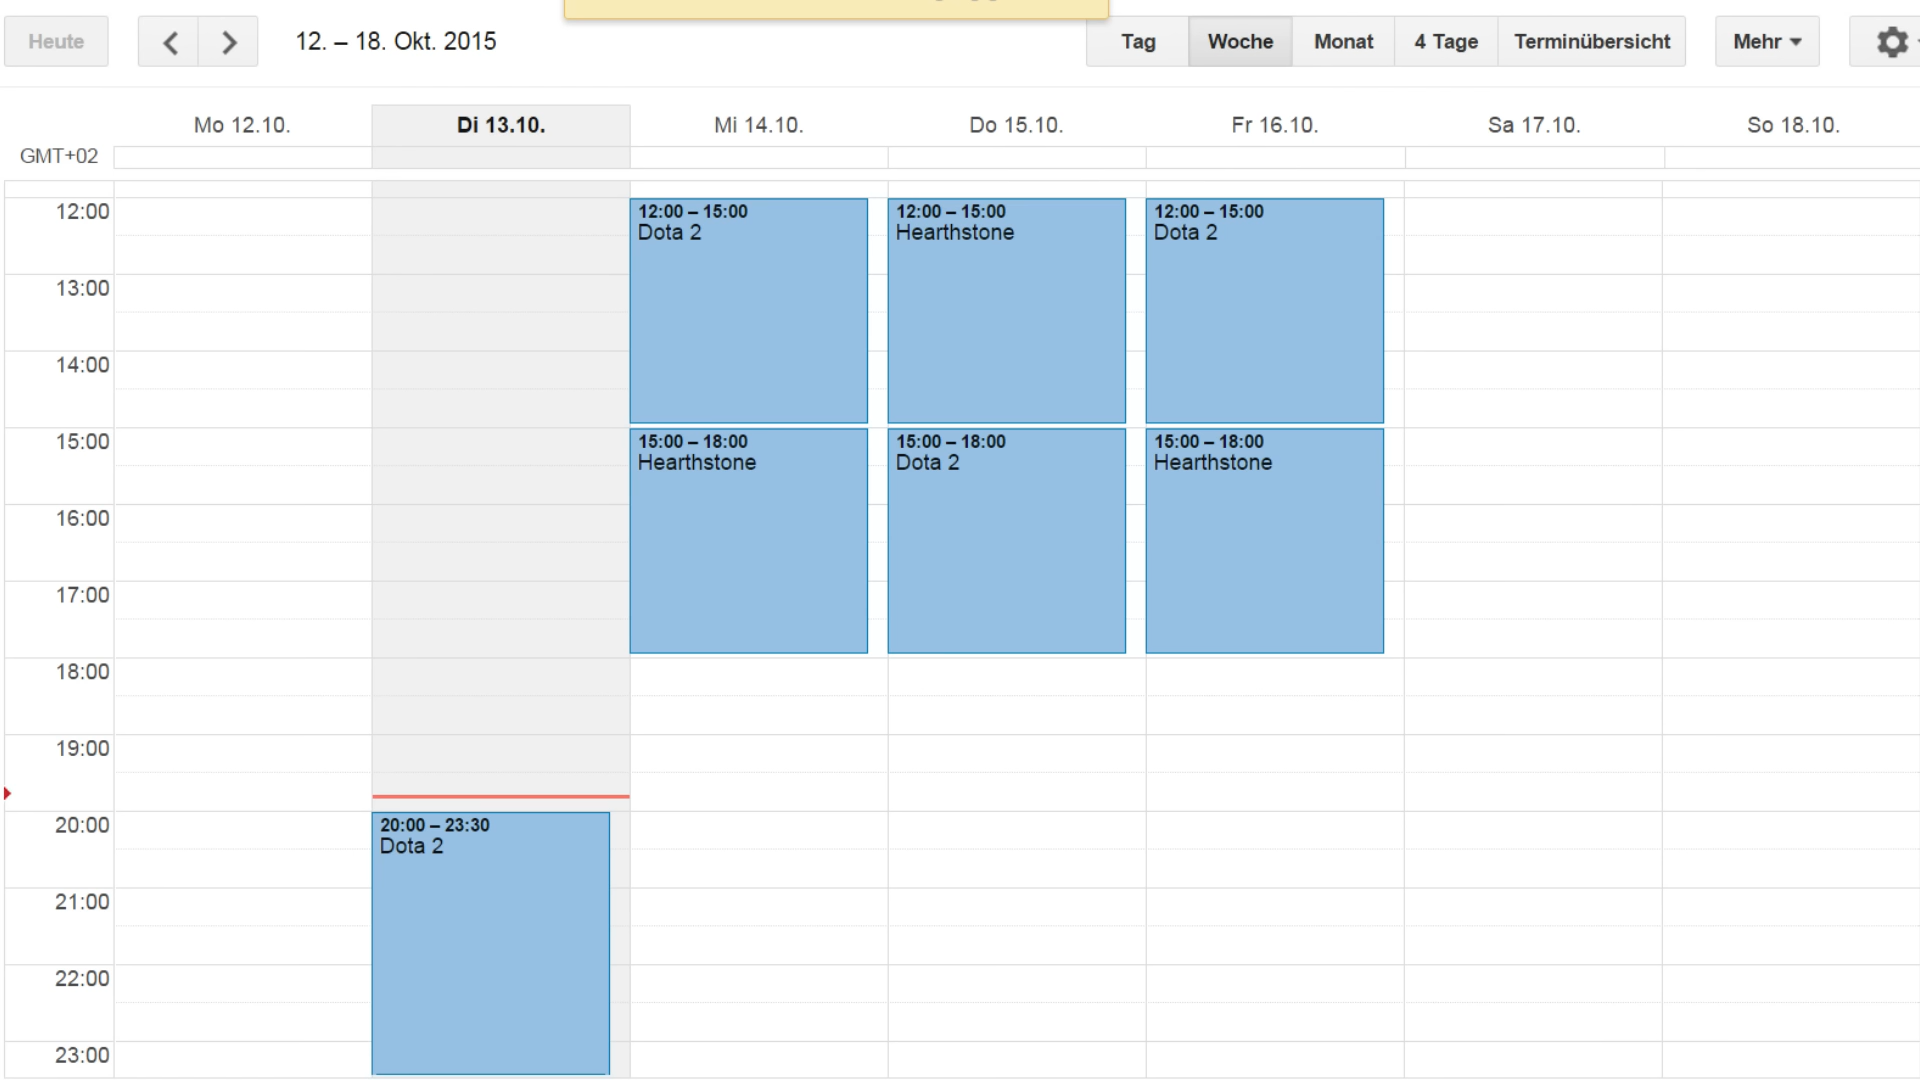 Heute
12. – 18. Okt. 2015
Tag Woche Monat 4 Tage Terminübersicht Mehr
Mo 12.10. Di 13.10. Mi 14.10. Do 15.10. Fr 16.10. Sa 17.10. So 18.10.
GMT+02
12:00
12:00 – 15:00
Dota 2
12:00 – 15:00
Hearthstone
12:00 – 15:00
Dota 2
13:00
14:00
15:00
15:00 – 18:00
Hearthstone
15:00 – 18:00
Dota 2
15:00 – 18:00
Hearthstone
16:00
17:00
18:00
19:00
20:00
20:00 – 23:30
Dota 2
21:00
22:00
23:00